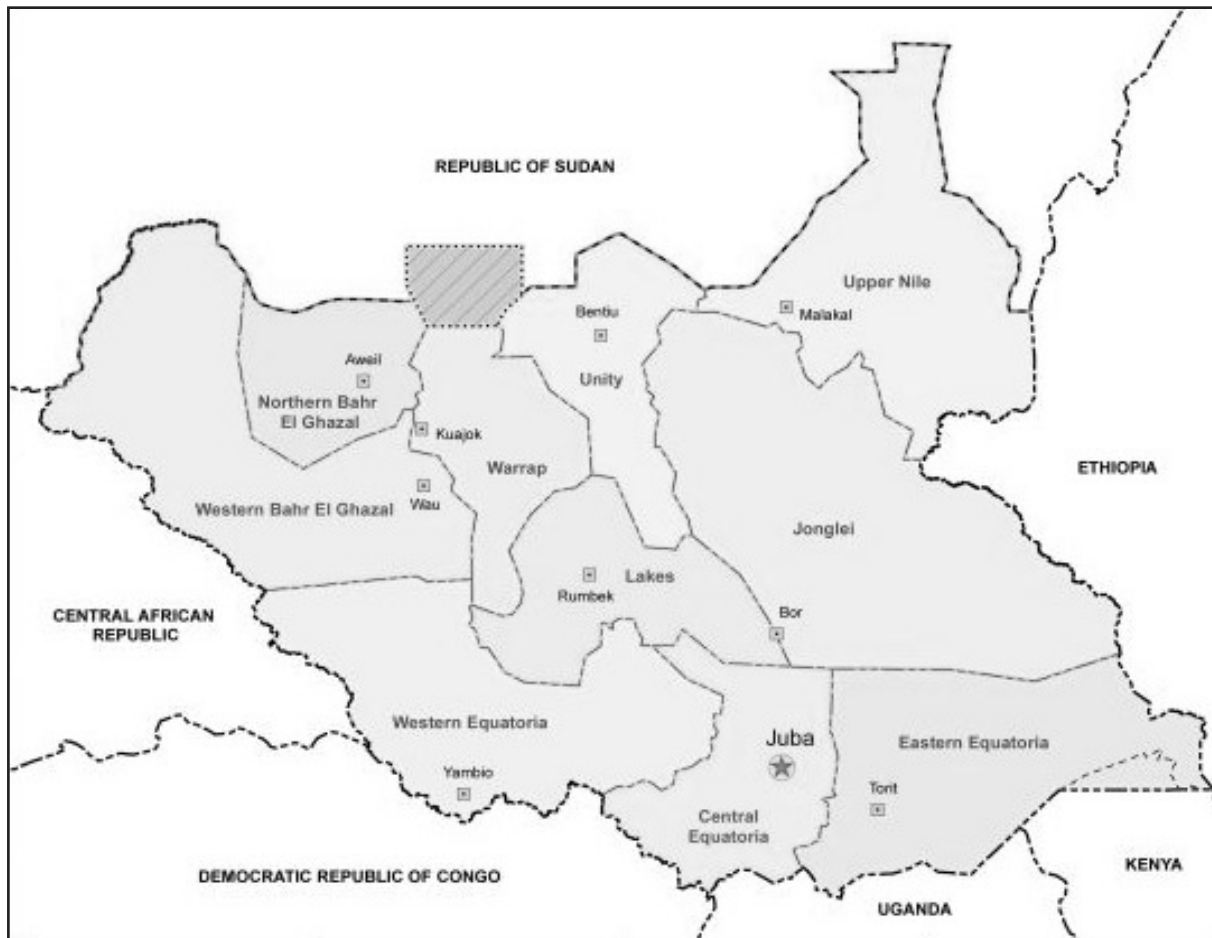 REPUBLIC OF SUDAN
Upper Nile
Bentiu
Malakal
Aweil
Unity
Northern Bahr
El Ghazal
Kuajok
Warrap
ETHIOPIA
Western Bahr El Ghazal
Wau
Jonglei
Lakes
Rumbek
CENTRAL AFRICAN
REPUBLIC
Bor
Western Equatoria
Juba
Eastern Equatoria
Yambio
Torit
Central
Equatoria
KENYA
DEMOCRATIC REPUBLIC OF CONGO
UGANDA